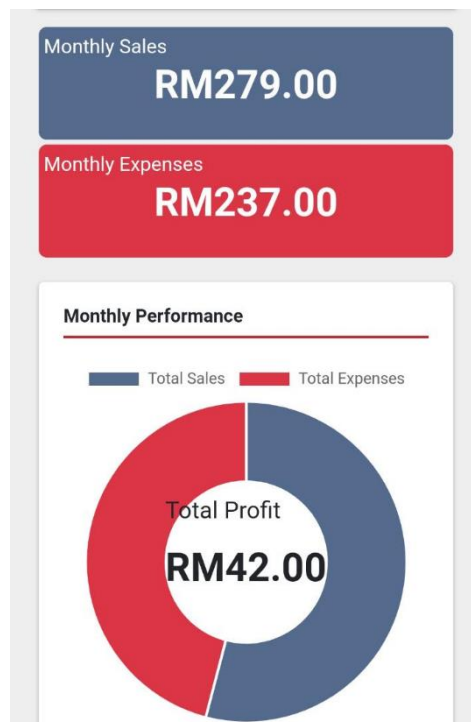 Monthly Sales
RM279.00
Monthly Expenses
RM237.00
Monthly Performance
Total Sales Total Expenses
Total Profit
RM42.00